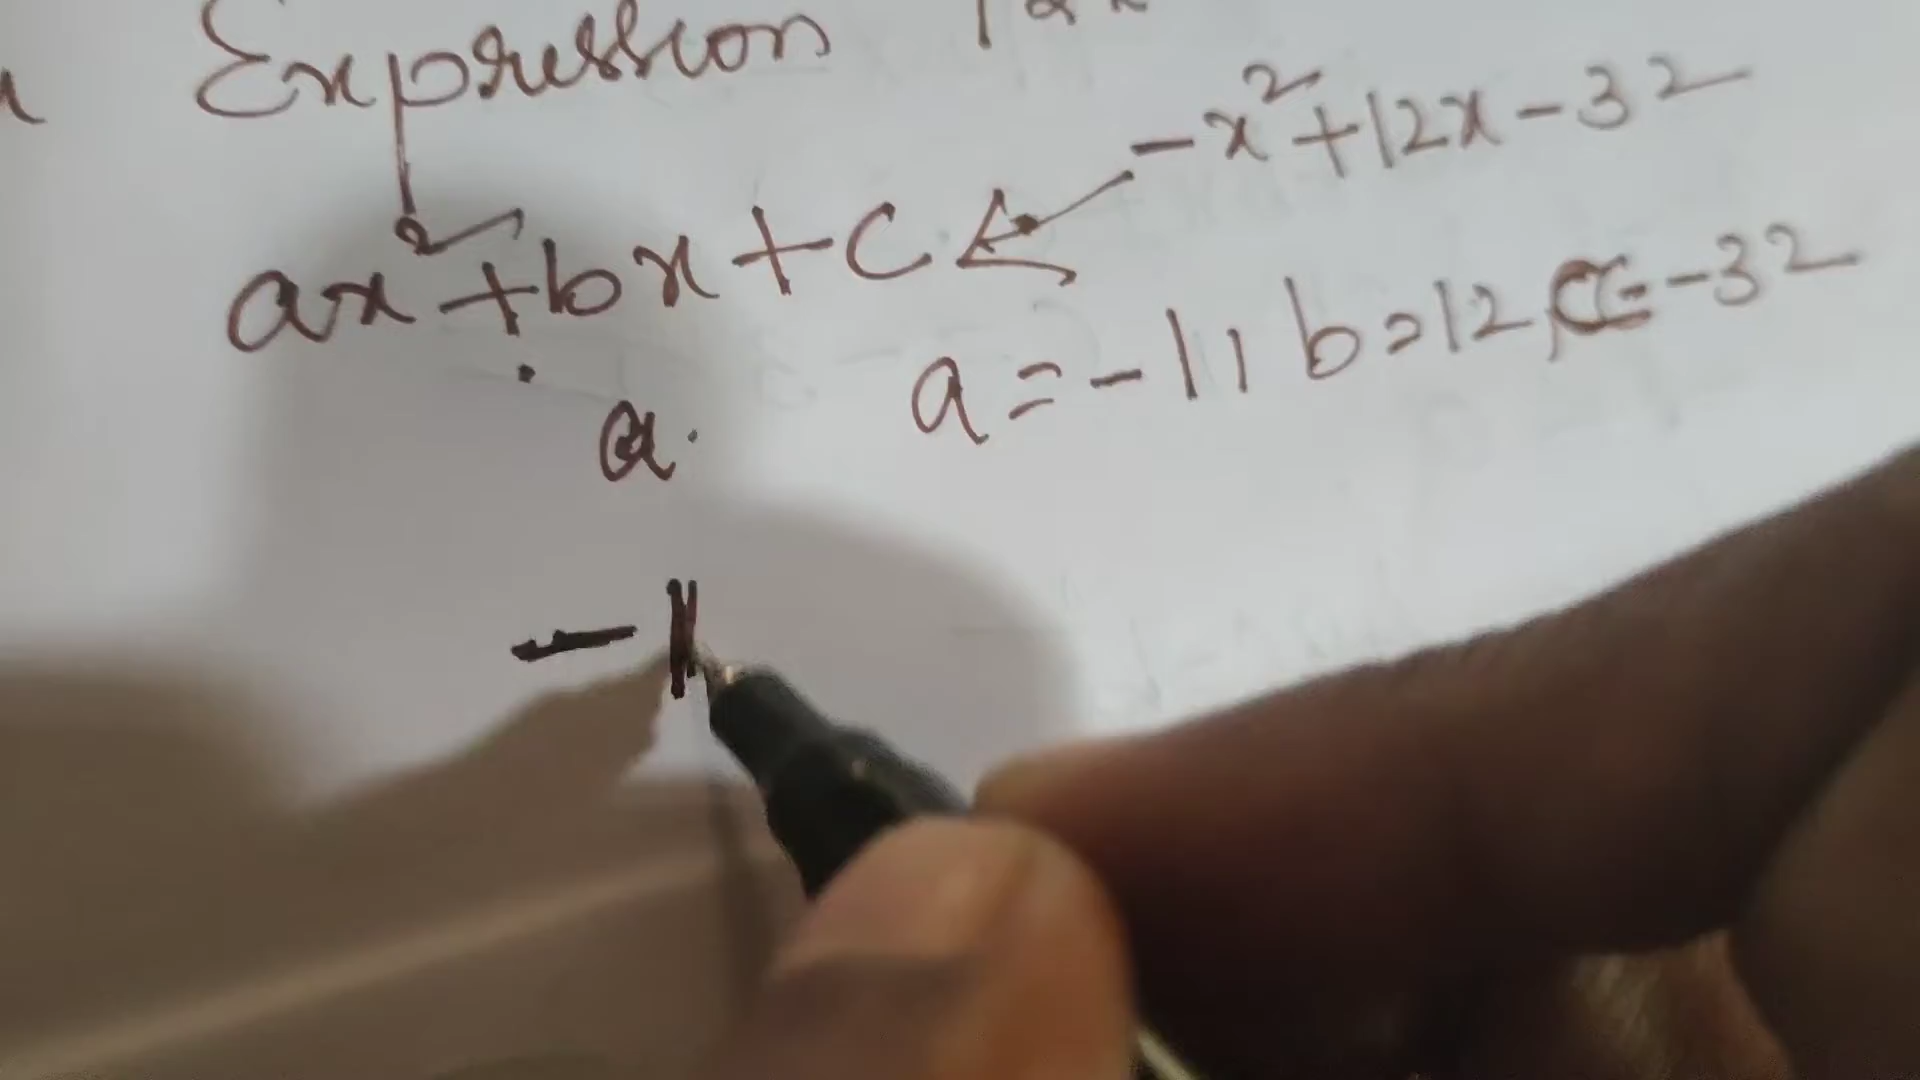 Expression
-x²+12x-32
ax²+bx+c
a=-1, b=12, c=-32
a
-1